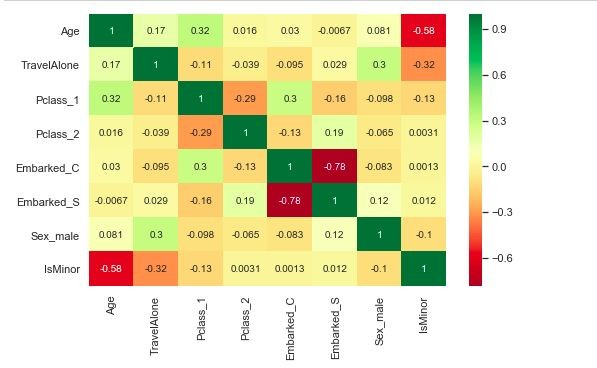 Age 1 0.17 0.32 0.016 0.03 -0.0067 0.081 -0.58
TravelAlone 0.17 1 -0.11 -0.039 -0.095 0.029 0.3 -0.32
Pclass_1 0.32 -0.11 1 -0.29 0.3 -0.16 -0.098 -0.13
Pclass_2 0.016 -0.039 -0.29 1 -0.13 0.19 -0.065 0.0031
Embarked_C 0.03 -0.095 0.3 -0.13 1 -0.78 -0.083 0.0013
Embarked_S -0.0067 0.029 -0.16 0.19 -0.78 1 0.12 0.012
Sex_male 0.081 0.3 -0.098 -0.065 -0.083 0.12 1 -0.1
IsMinor -0.58 -0.32 -0.13 0.0031 0.0013 0.012 -0.1 1
Age TravelAlone Pclass_1 Pclass_2 Embarked_C Embarked_S Sex_male IsMinor
0.9
0.6
0.3
0.0
-0.3
-0.6